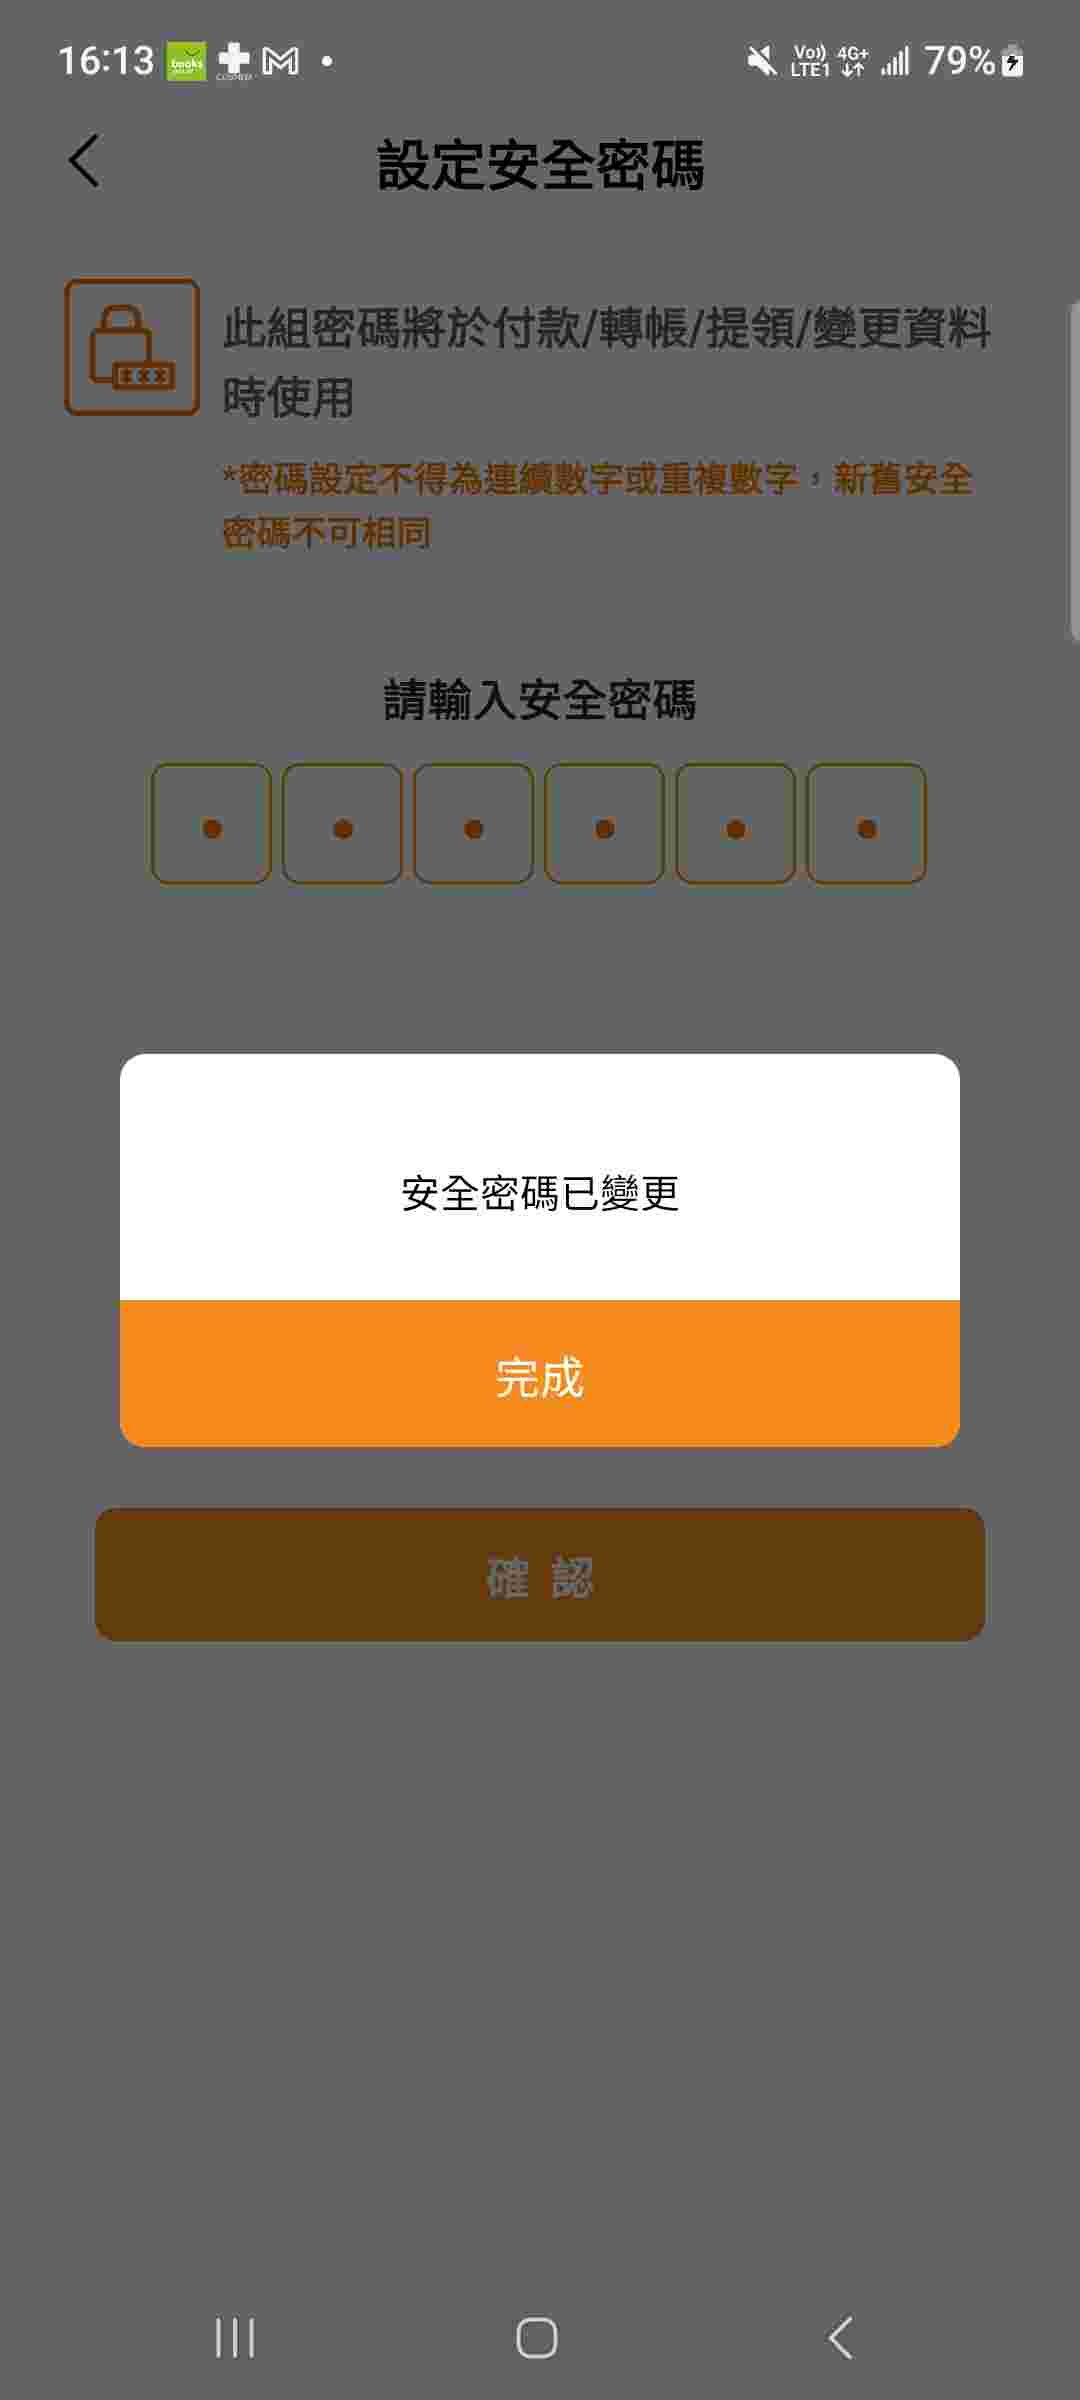 16:13
books
Vo)) LTE1 4G+ 79%
設定安全密碼
此組密碼將於付款/轉帳/提領/變更資料
時使用
*密碼設定不得為連續數字或重複數字，新舊安全
密碼不可相同
請輸入安全密碼
安全密碼已變更
完成
確 認